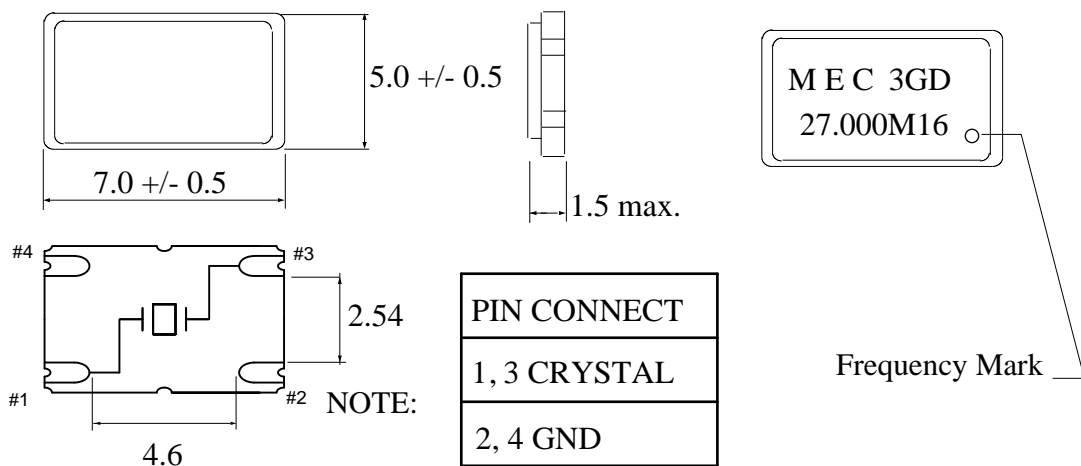 5.0 +/- 0.5
7.0 +/- 0.5
1.5 max.
M E C 3GD
27.000M16
Frequency Mark
#4
#3
2.54
#1
#2
4.6
NOTE:
PIN CONNECT
1, 3 CRYSTAL
2, 4 GND